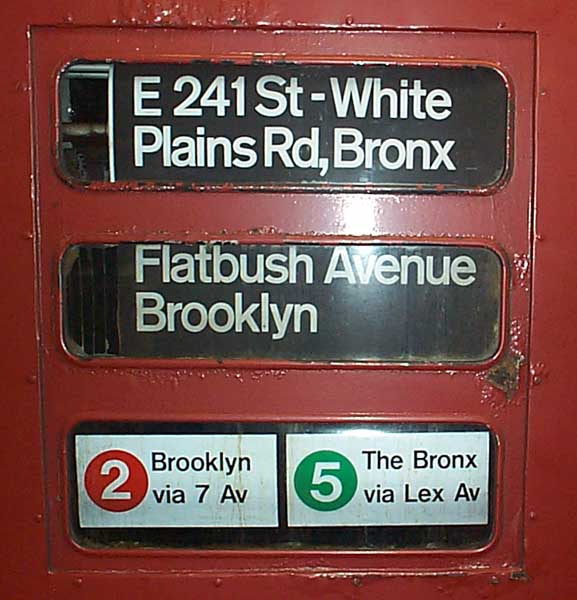 E 241 St - White
Plains Rd, Bronx
Flatbush Avenue
Brooklyn
2 Brooklyn
via 7 Av
5 The Bronx
via Lex Av